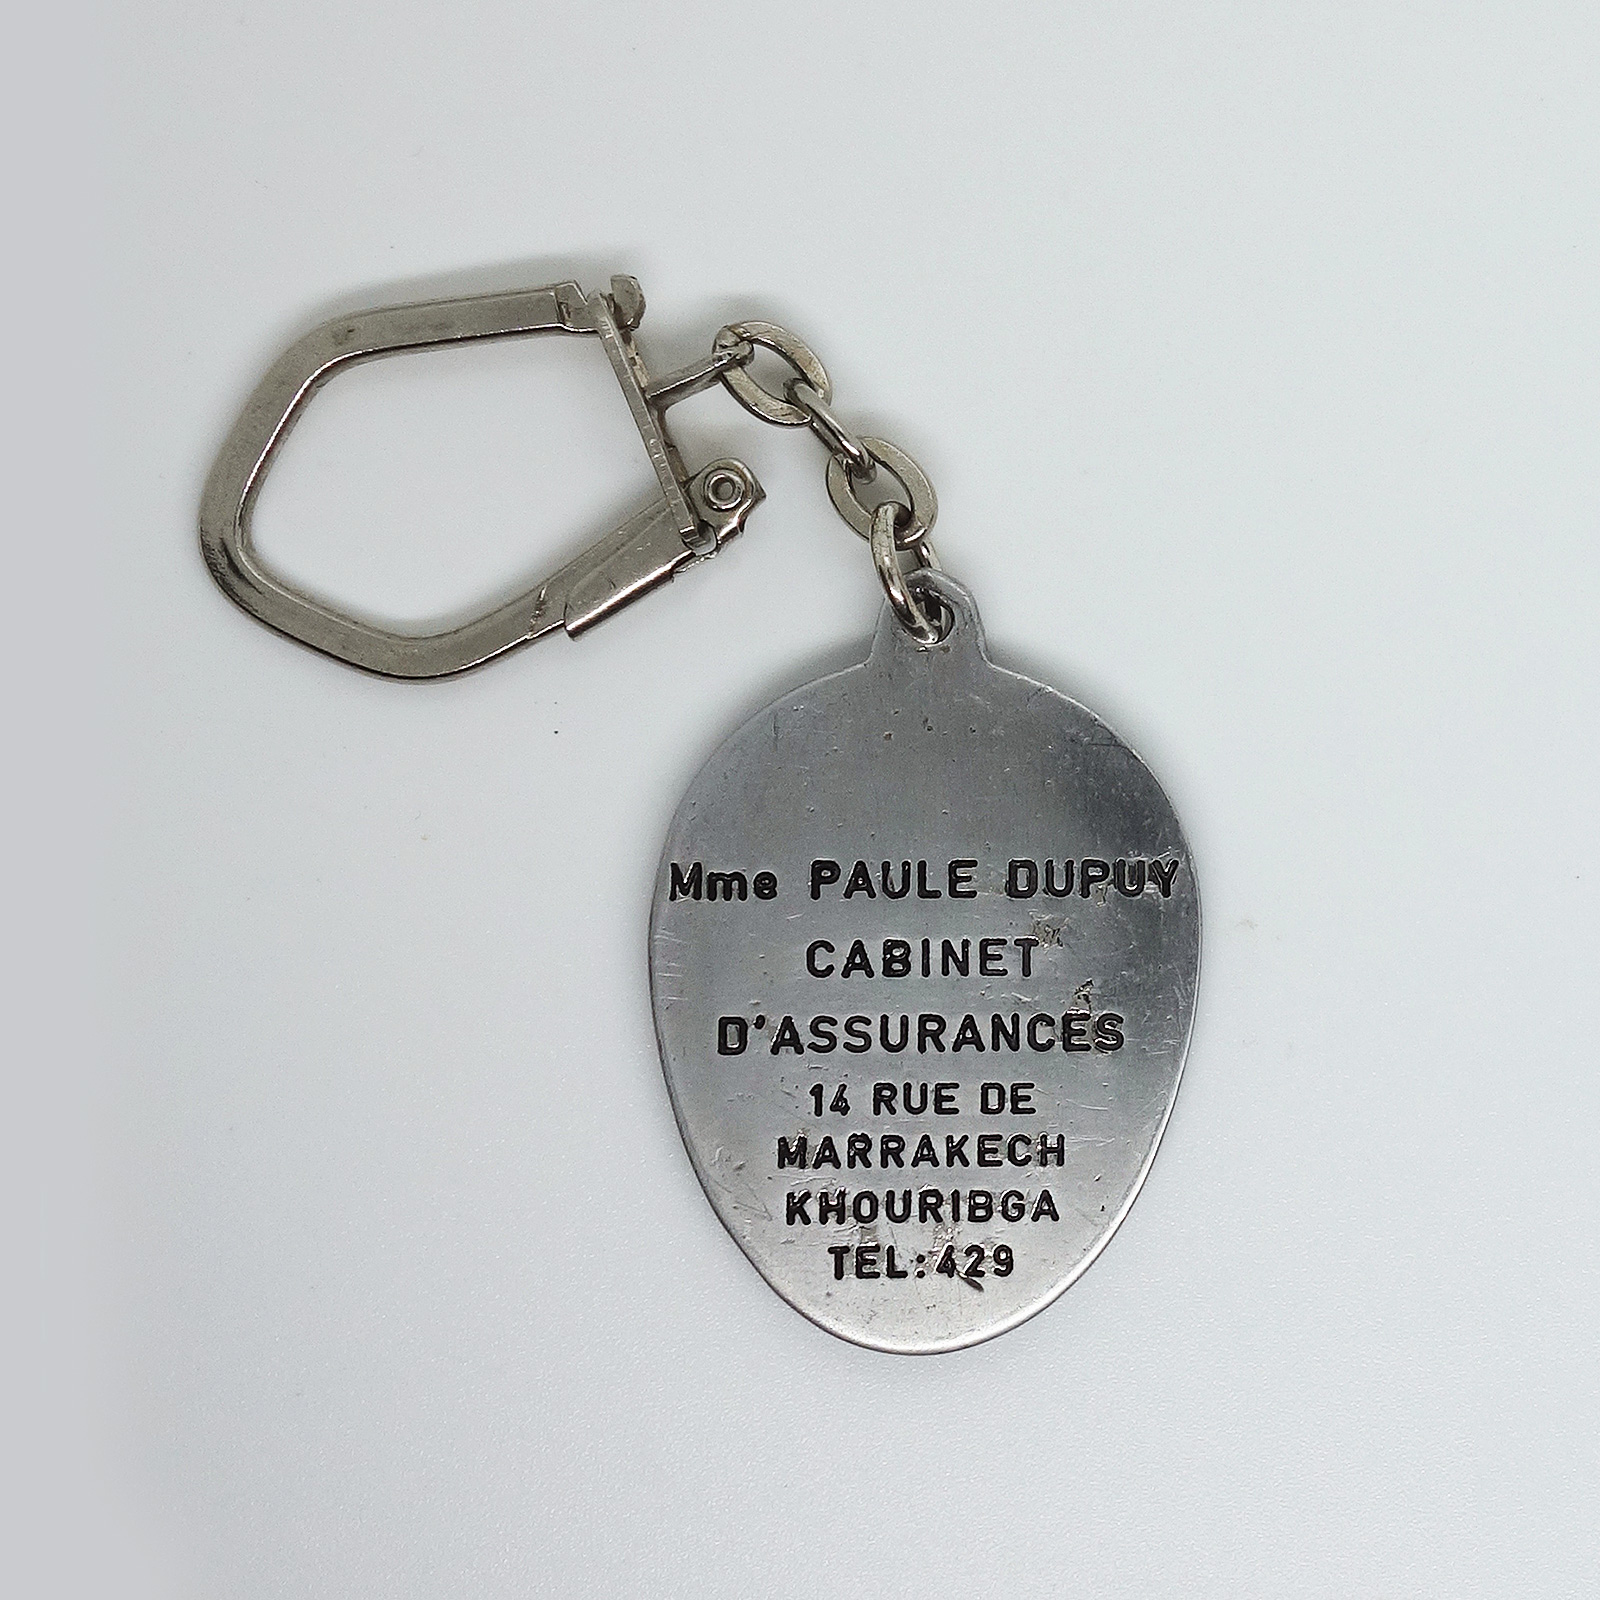 Mme PAULE DUPUY
CABINET
D'ASSURANCES
14 RUE DE
MARRAKECH
KHOURIBGA
TEL:429